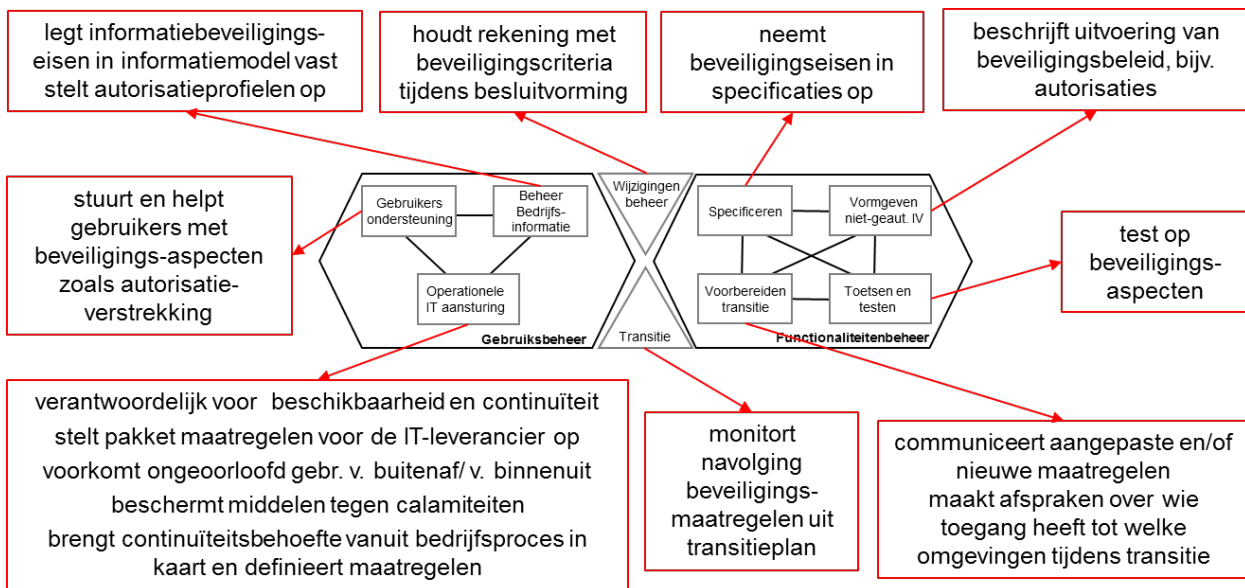 legt informatiebeveiligings-
eisen in informatiemodel vast
stelt autorisatieprofielen op
houdt rekening met
beveiligingscriteria
tijdens besluitvorming
neemt
beveiligingseisen in
specificaties op
beschrijft uitvoering van
beveiligingsbeleid, bijv.
autorisaties
stuurt en helpt
gebruikers met
beveiligings-aspecten
zoals autorisatie-
verstrekking
Gebruikers
ondersteuning
Beheer
Bedrijfs-
informatie
Operationele
IT aansturing
Gebruiksbeheer
Wijzigingen
beheer
Transitie
Specificeren
Vormgeven
niet-geaut. IV
Voorbereiden
transitie
Toetsen en
testen
Functionaliteitenbeheer
test op
beveiligings-
aspecten
verantwoordelijk voor beschikbaarheid en continuïteit
stelt pakket maatregelen voor de IT-leverancier op
voorkomt ongeoorloofd gebr. v. buitenaf/ v. binnenuit
beschermt middelen tegen calamiteiten
brengt continuïteitsbehoefte vanuit bedrijfsproces in
kaart en definieert maatregelen
monitort
navolging
beveiligings-
maatregelen uit
transitieplan
communiceert aangepaste en/of
nieuwe maatregelen
maakt afspraken over wie
toegang heeft tot welke
omgevingen tijdens transitie